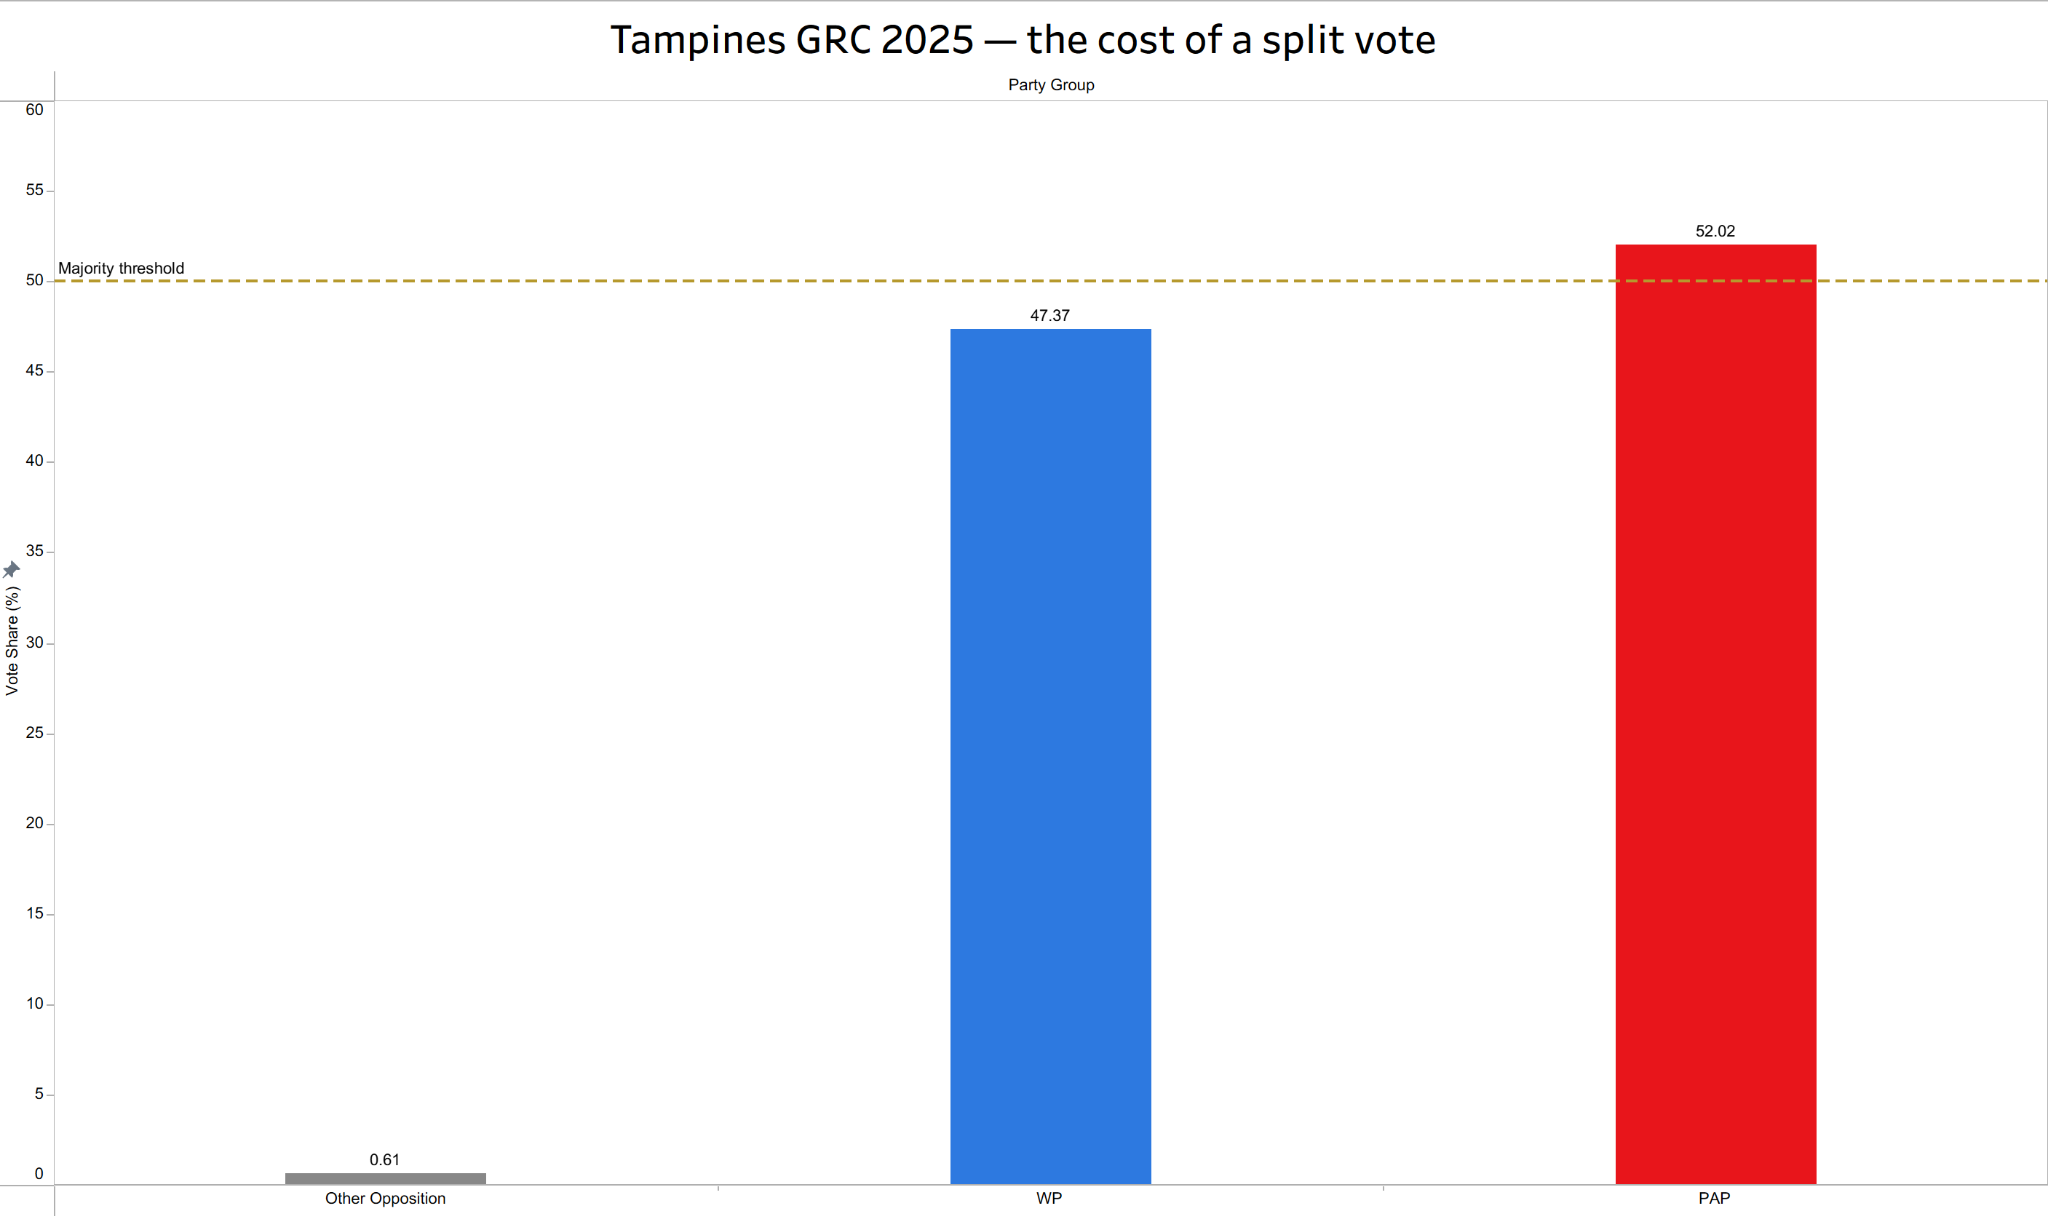 Tampines GRC 2025 — the cost of a split vote
Party Group
60
55
52.02
Majority threshold
50
47.37
45
40
35
Vote Share (%)
30
25
20
15
10
5
0.61
0
Other Opposition
WP
PAP